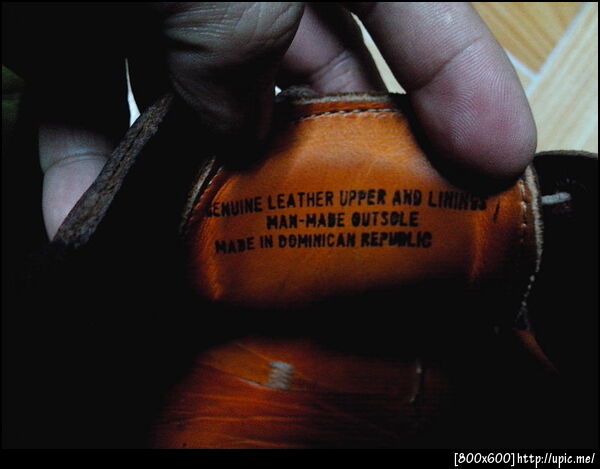 GENUINE LEATHER UPPER AND LININGS
MAN-MADE OUTSOLE
MADE IN DOMINICAN REPUBLIC
[800x600]http://upic.me/